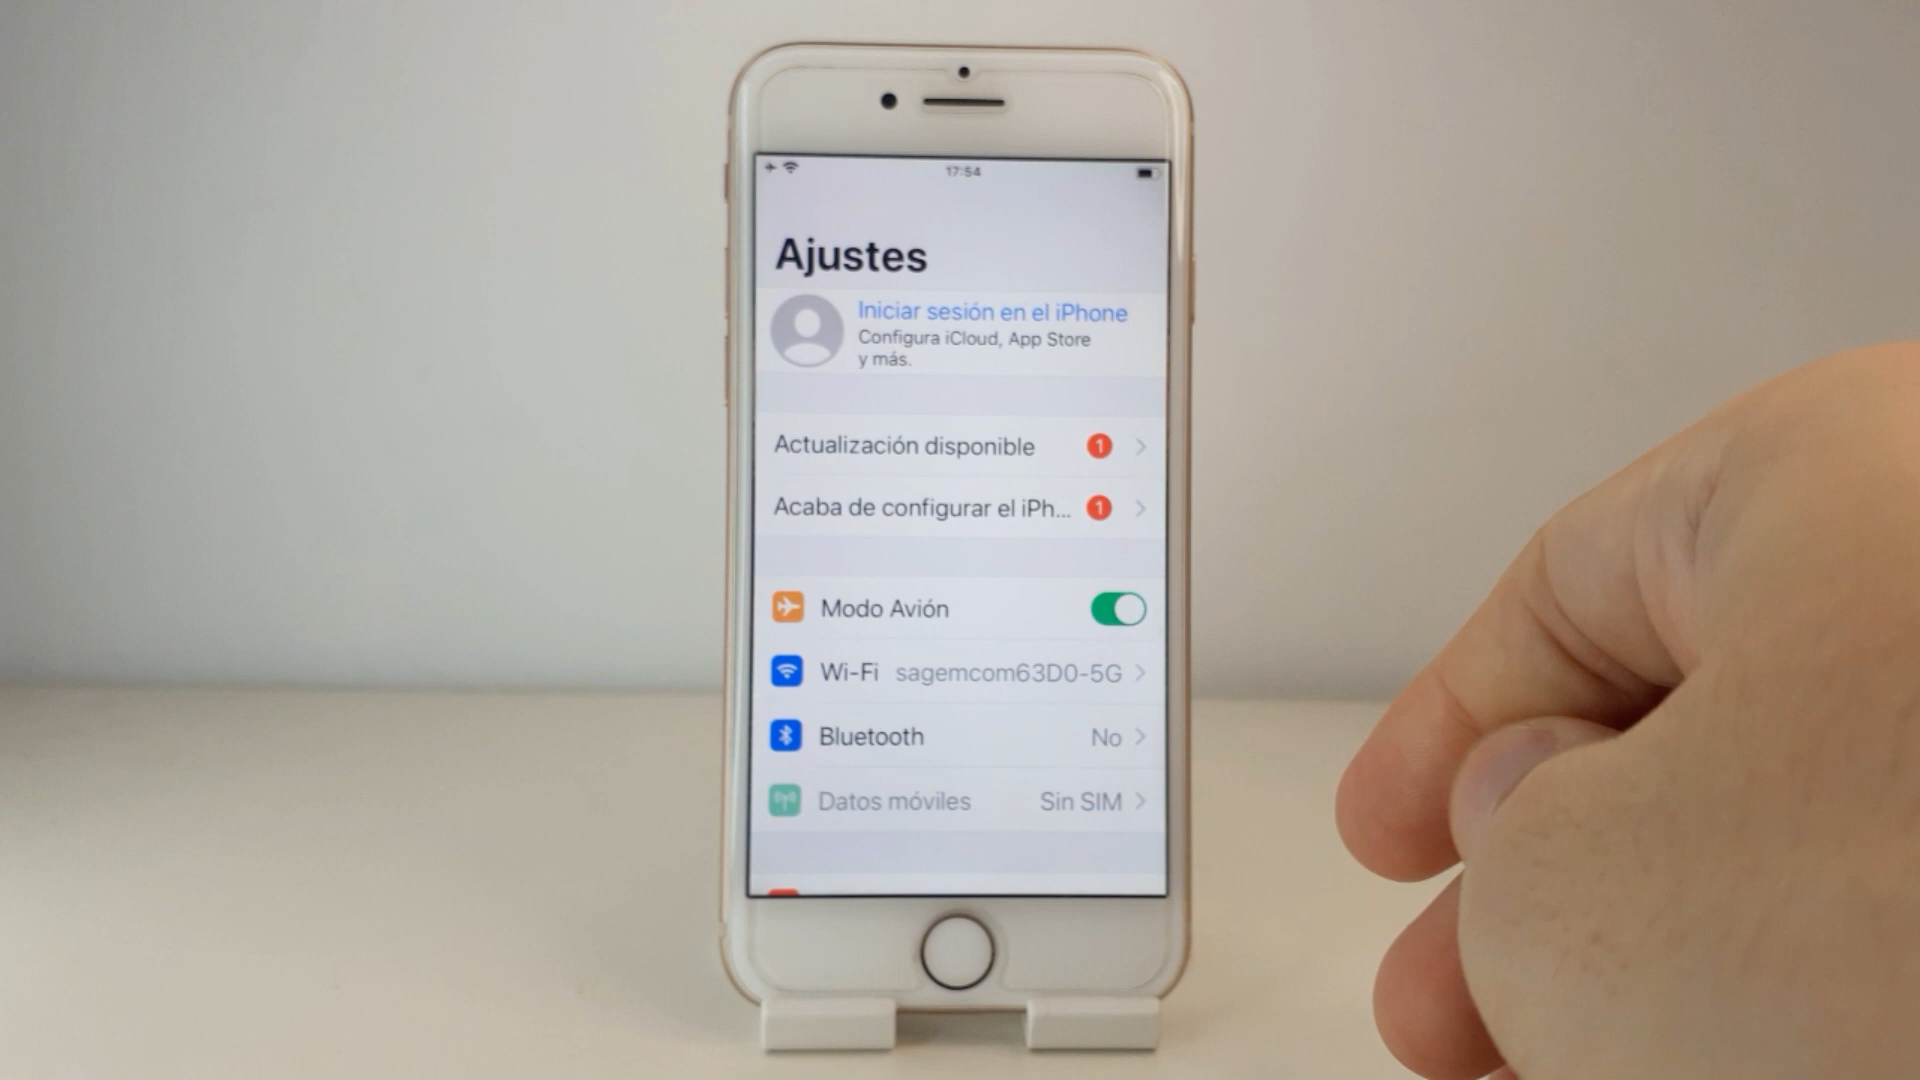 17:54
Ajustes
Iniciar sesión en el iPhone
Configura iCloud, App Store
y más.
Actualización disponible 1
Acaba de configurar el iPh... 1
Modo Avión
Wi-Fi sagemcom63D0-5G
Bluetooth No
Datos móviles Sin SIM